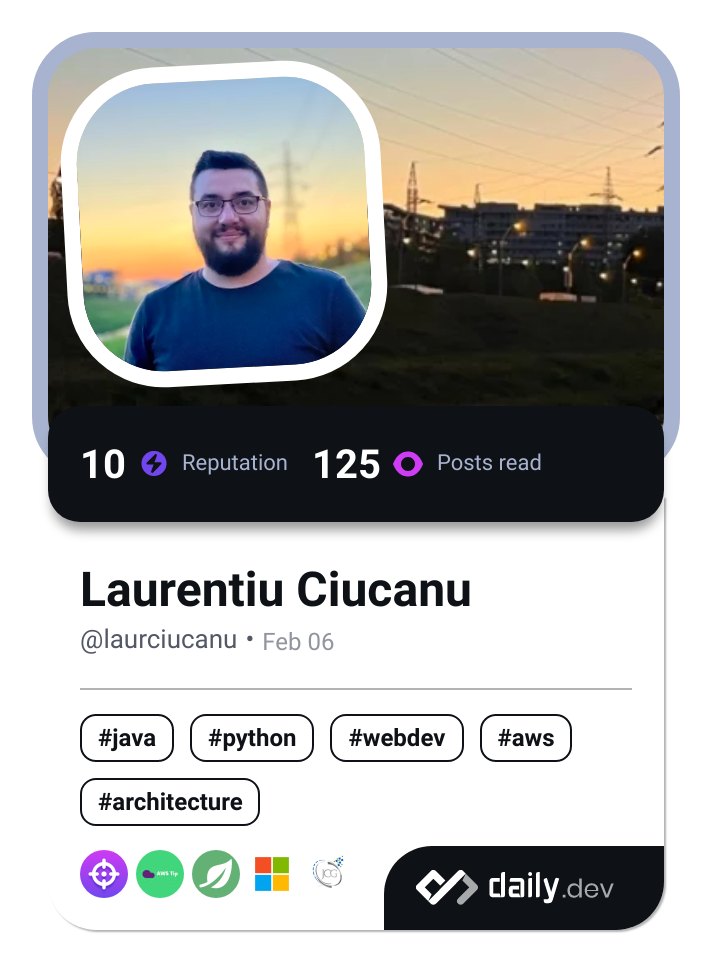 10 Reputation 125 Posts read
Laurentiu Ciucanu
@laurciucanu • Feb 06
#java #python #webdev #aws
#architecture
AWS Tip JCG daily.dev